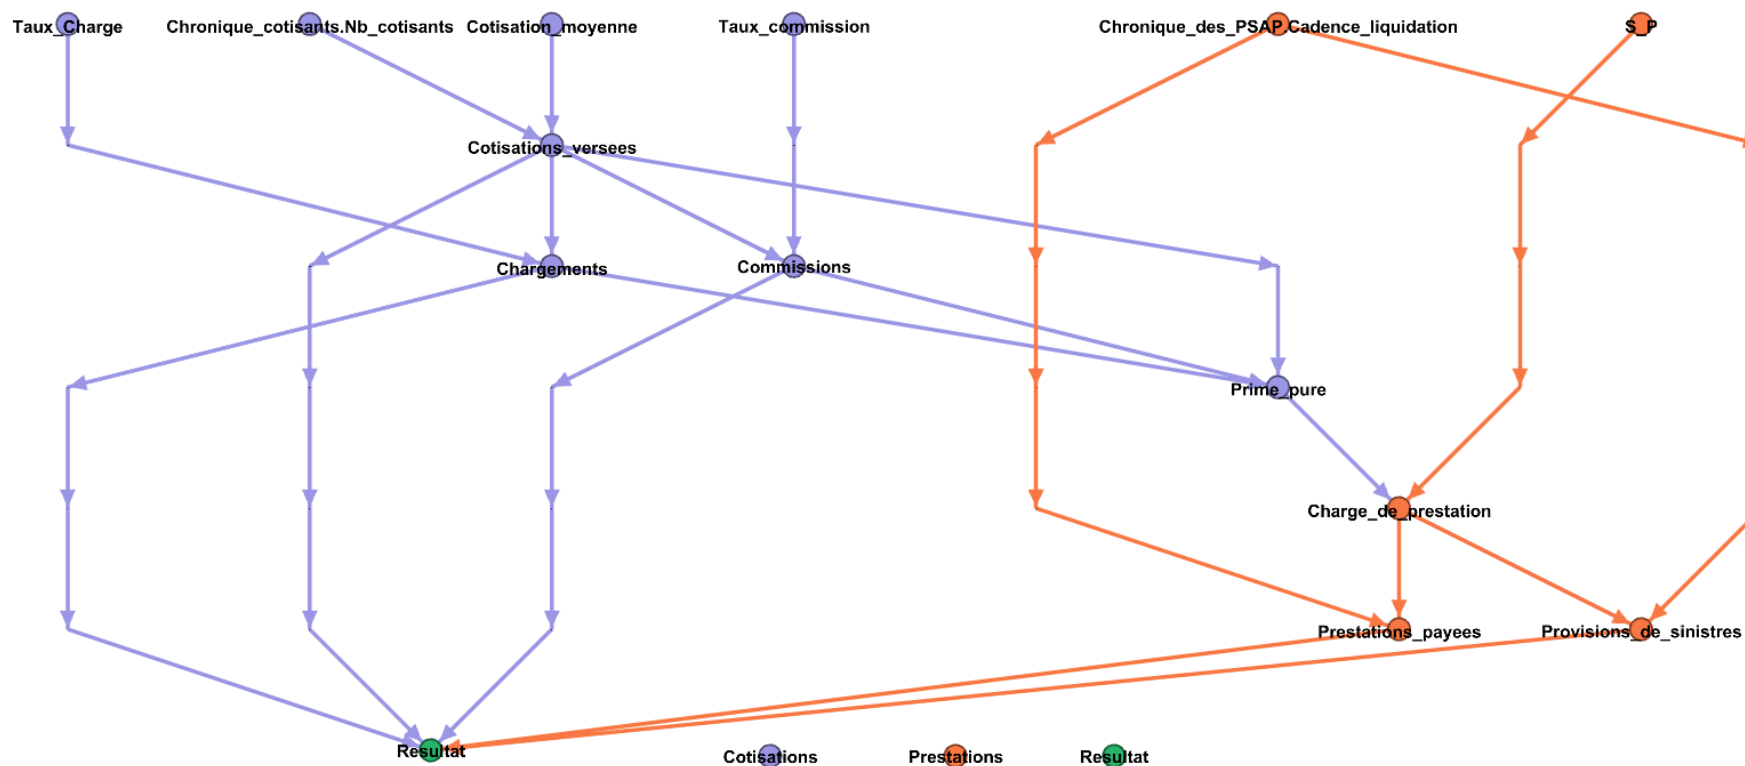 Taux_Charge
Chronique_cotisants.Nb_cotisants
Cotisation_moyenne
Taux_commission
Chronique_des_PSAP.Cadence_liquidation
S_P
Cotisations_versees
Chargements
Commissions
Prime_pure
Charge_de_prestation
Prestations_payees
Provisions_de_sinistres
Resultat
Cotisations
Prestations
Resultat